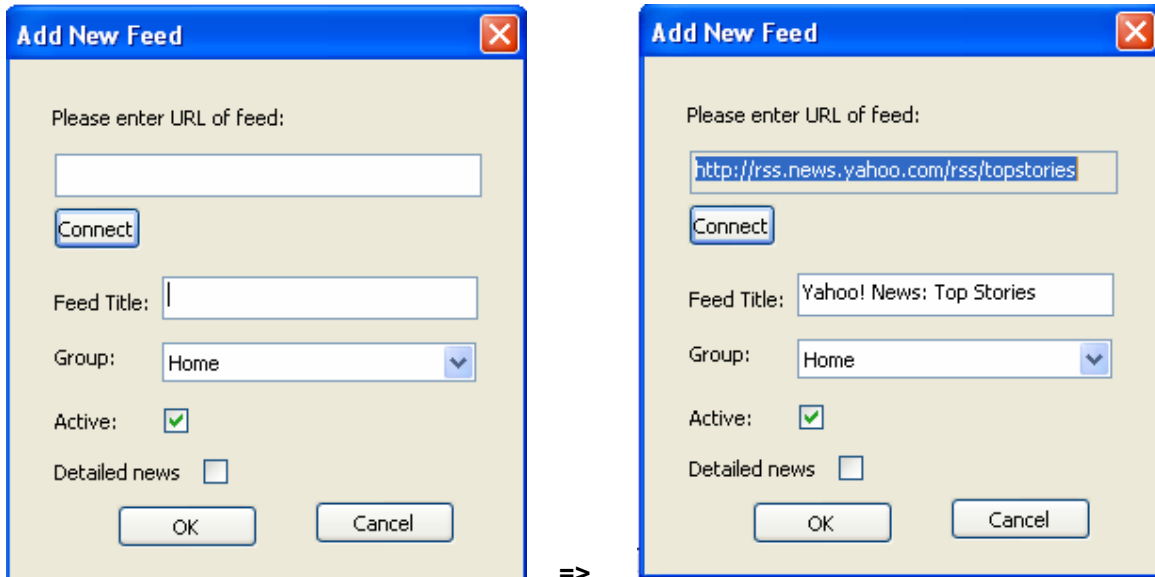 Add New Feed
Please enter URL of feed:
Connect
Feed Title:
Group: Home
Active:
Detailed news
OK Cancel
=>
Add New Feed
Please enter URL of feed:
http://rss.news.yahoo.com/rss/topstories
Connect
Feed Title: Yahoo! News: Top Stories
Group: Home
Active:
Detailed news
OK Cancel